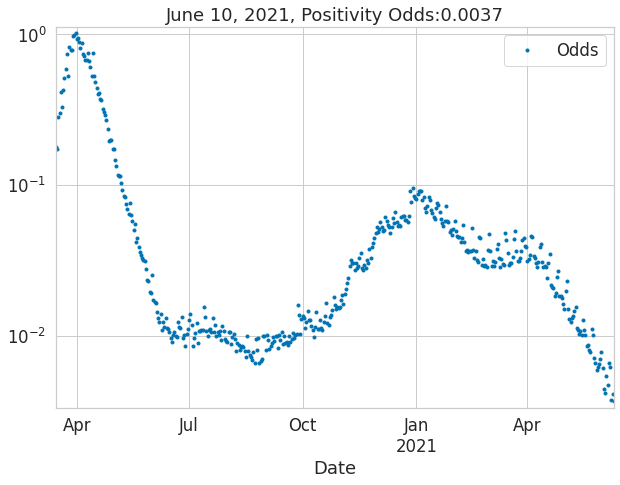 June 10, 2021, Positivity Odds:0.0037
10⁰
Odds
10⁻¹
10⁻²
Apr
Jul
Oct
Jan
2021
Apr
Date